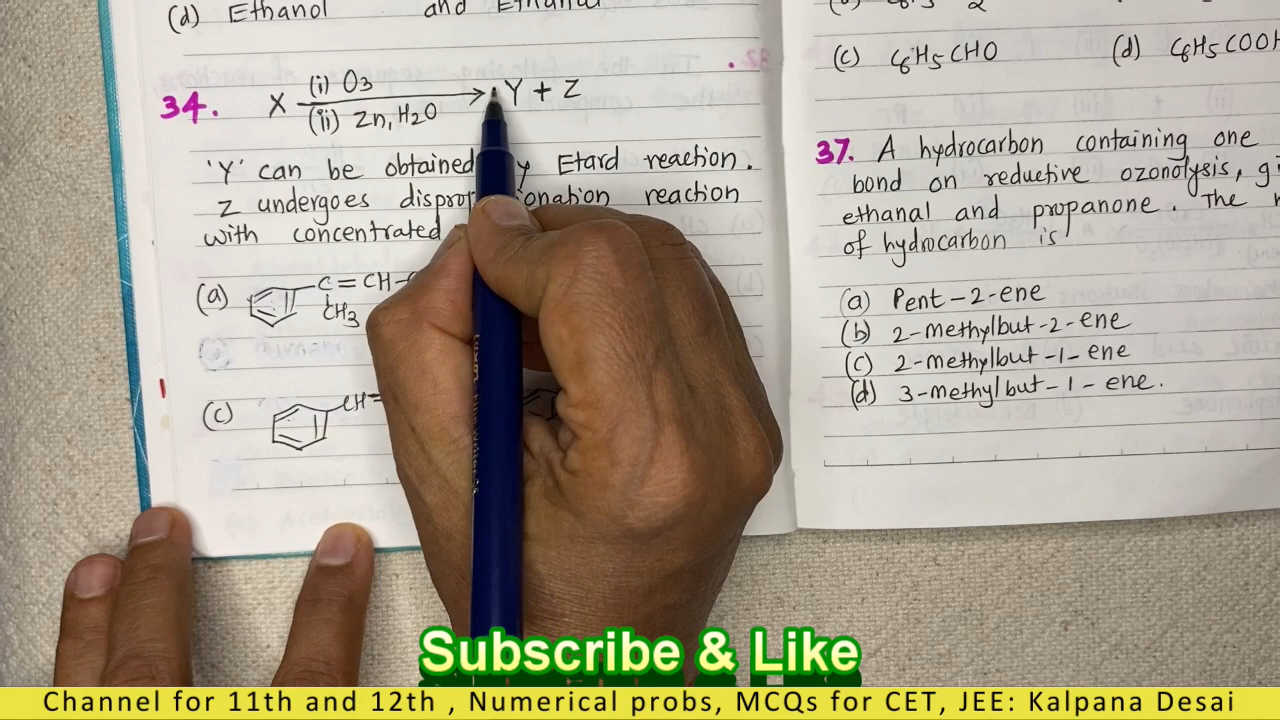 (d) Ethanol and Ethanal
34. X (i) O3 (ii) Zn, H2O → Y + Z
'Y' can be obtained by Etard reaction.
Z undergoes disproportionation reaction
with concentrated
(a) C = CH-
CH3
(c) CH=
(c) C6H5CHO (d) C6H5COOH
37. A hydrocarbon containing one
bond on reductive ozonolysis,
ethanal and propanone. The
of hydrocarbon is
(a) Pent-2-ene
(b) 2-methylbut-2-ene
(c) 2-methylbut-1-ene
(d) 3-methylbut-1-ene.
Subscribe & Like
Channel for 11th and 12th , Numerical probs, MCQs for CET, JEE: Kalpana Desai